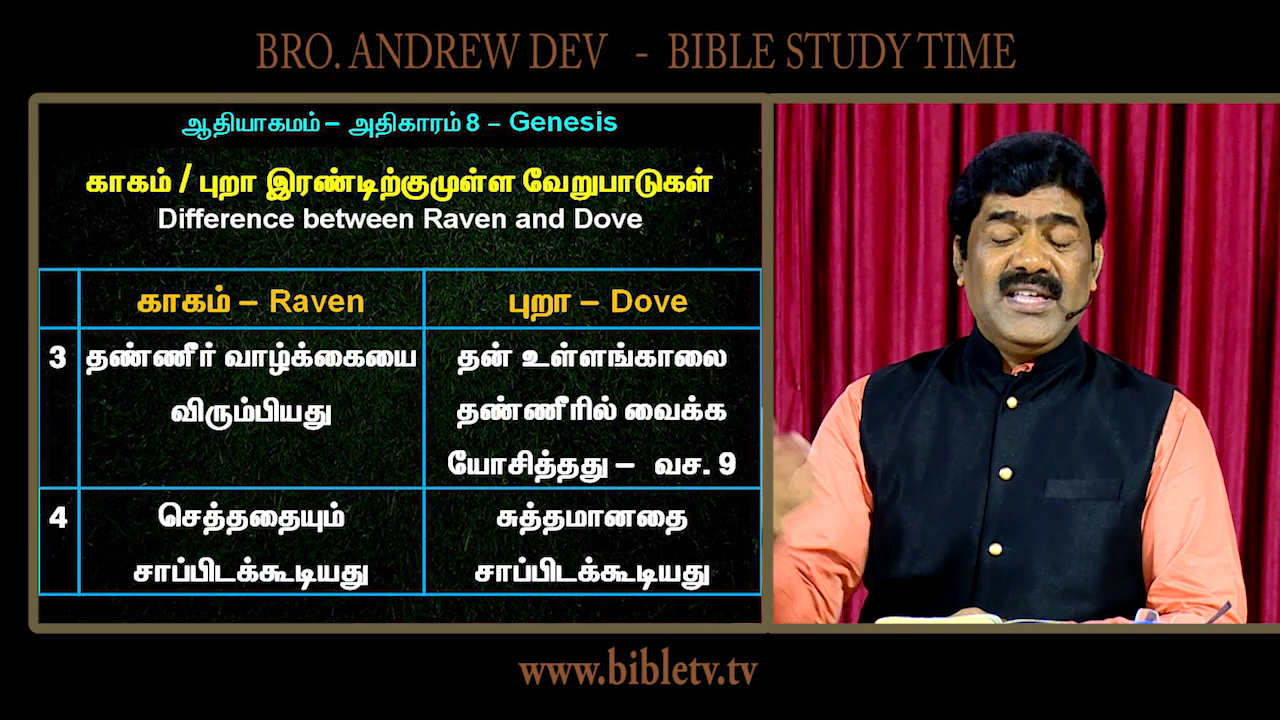 BRO. ANDREW DEV - BIBLE STUDY TIME
ஆதியாகமம் – அதிகாரம் 8 – Genesis
காகம் / புறா இரண்டிற்குமுள்ள வேறுபாடுகள்
Difference between Raven and Dove
காகம் – Raven
புறா – Dove
3
தண்ணீர் வாழ்க்கையை
விரும்பியது
தன் உள்ளங்காலை
தண்ணீரில் வைக்க
யோசித்தது – வச. 9
4
செத்ததையும்
சாப்பிடக்கூடியது
சுத்தமானதை
சாப்பிடக்கூடியது
www.bibletv.tv